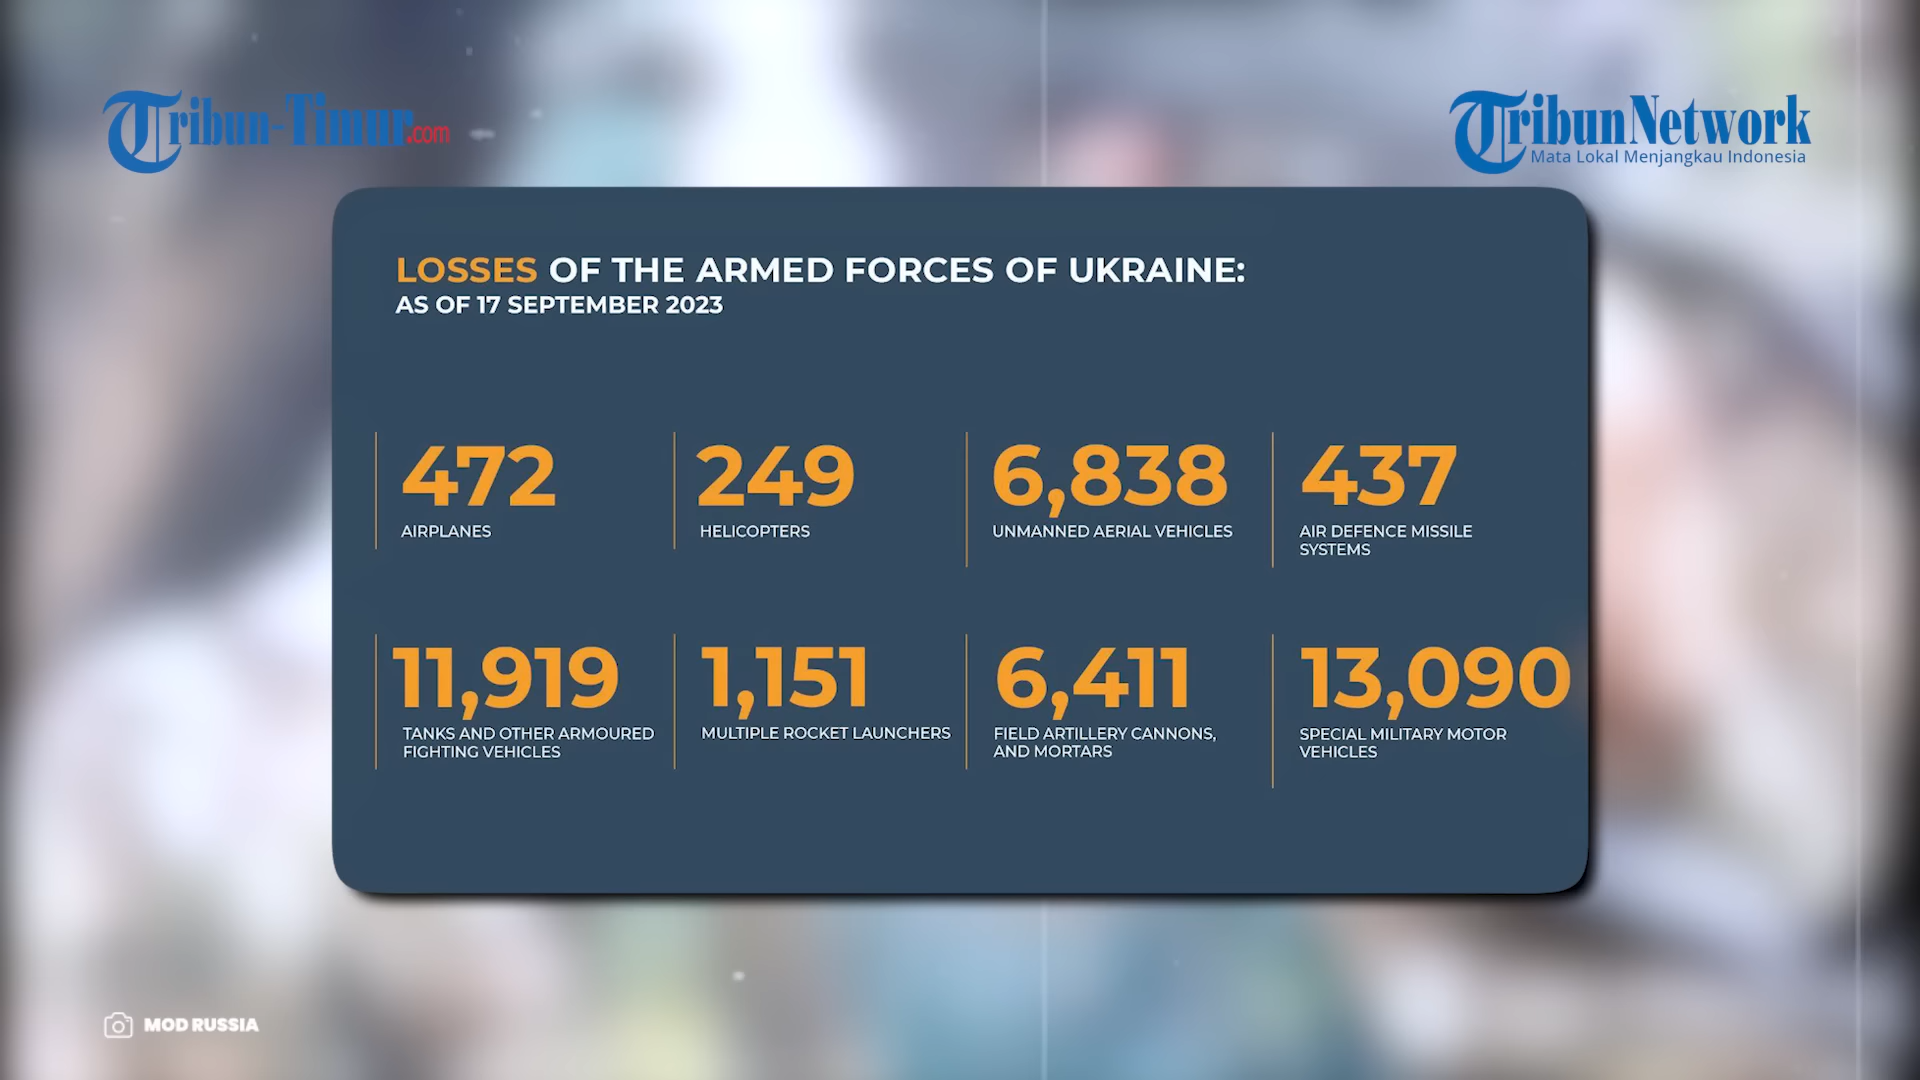 Tribun-Timur.com
TribunNetwork
Mata Lokal Menjangkau Indonesia
LOSSES OF THE ARMED FORCES OF UKRAINE:
AS OF 17 SEPTEMBER 2023
472
AIRPLANES
249
HELICOPTERS
6,838
UNMANNED AERIAL VEHICLES
437
AIR DEFENCE MISSILE
SYSTEMS
11,919
TANKS AND OTHER ARMOURED
FIGHTING VEHICLES
1,151
MULTIPLE ROCKET LAUNCHERS
6,411
FIELD ARTILLERY CANNONS,
AND MORTARS
13,090
SPECIAL MILITARY MOTOR
VEHICLES
MOD RUSSIA